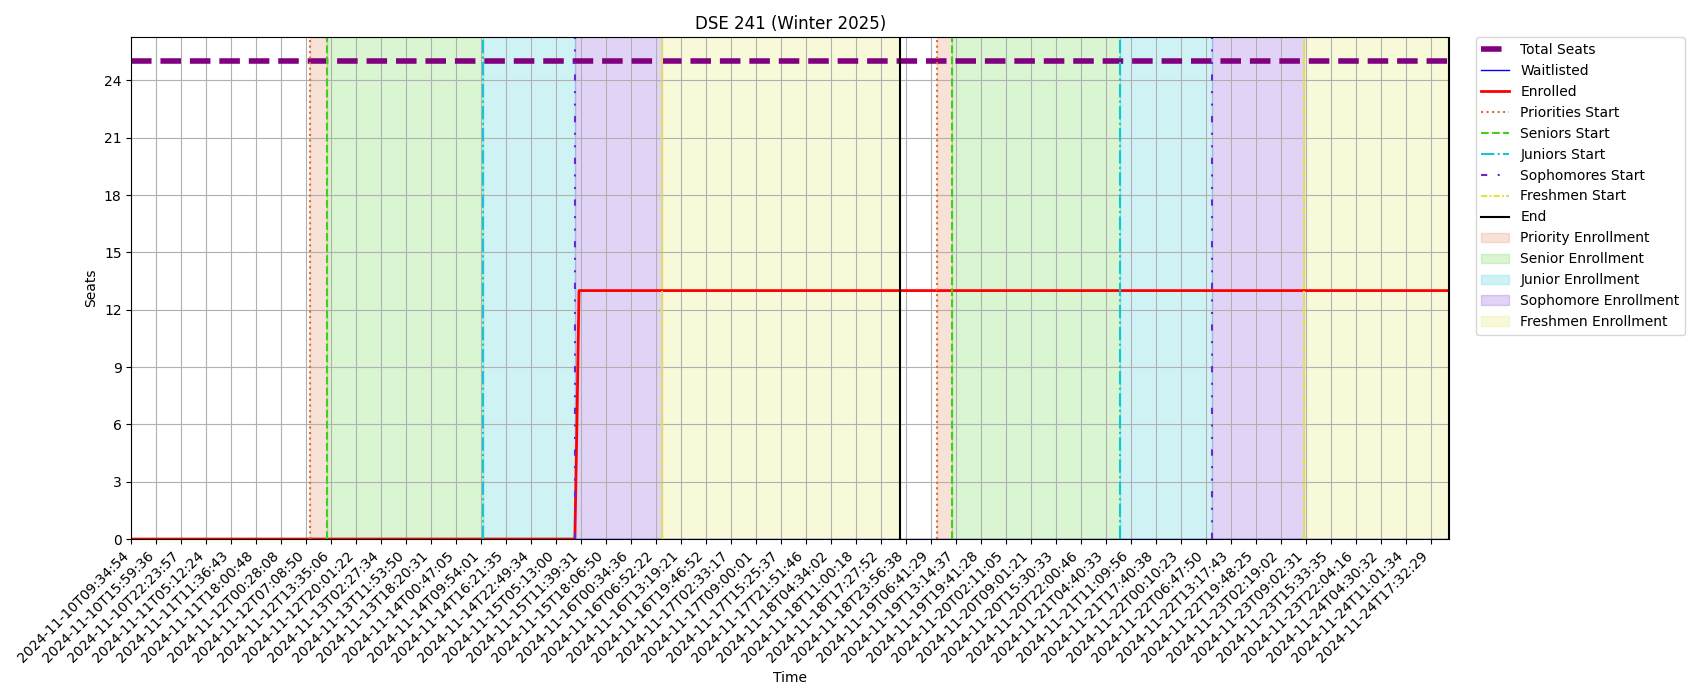 DSE 241 (Winter 2025)
Seats
24
21
18
15
12
9
6
3
0
2024-11-10T09:34:54
2024-11-10T15:59:36
2024-11-10T22:23:57
2024-11-11T05:12:24
2024-11-11T11:36:43
2024-11-11T18:00:48
2024-11-12T00:28:08
2024-11-12T07:08:50
2024-11-12T13:35:06
2024-11-12T20:01:22
2024-11-13T03:27:34
2024-11-13T11:53:50
2024-11-13T18:20:31
2024-11-14T00:47:05
2024-11-14T09:54:01
2024-11-14T16:21:35
2024-11-14T22:49:34
2024-11-15T05:13:00
2024-11-15T11:39:31
2024-11-15T18:06:50
2024-11-16T00:34:36
2024-11-16T06:52:22
2024-11-16T13:19:21
2024-11-16T19:46:52
2024-11-17T02:33:17
2024-11-17T09:00:01
2024-11-17T15:25:37
2024-11-17T21:51:46
2024-11-18T04:34:02
2024-11-18T11:00:18
2024-11-18T17:27:52
2024-11-18T23:56:38
2024-11-19T06:41:29
2024-11-19T13:14:37
2024-11-19T19:41:28
2024-11-20T02:11:05
2024-11-20T09:01:21
2024-11-20T15:30:33
2024-11-20T22:00:46
2024-11-21T04:40:33
2024-11-21T11:09:56
2024-11-21T17:40:38
2024-11-22T00:10:23
2024-11-22T06:47:50
2024-11-22T13:17:43
2024-11-22T19:48:25
2024-11-23T02:19:02
2024-11-23T09:02:31
2024-11-23T15:33:35
2024-11-23T22:04:16
2024-11-24T04:30:32
2024-11-24T11:01:34
2024-11-24T17:32:29
Time
Total Seats
Waitlisted
Enrolled
Priorities Start
Seniors Start
Juniors Start
Sophomores Start
Freshmen Start
End
Priority Enrollment
Senior Enrollment
Junior Enrollment
Sophomore Enrollment
Freshmen Enrollment